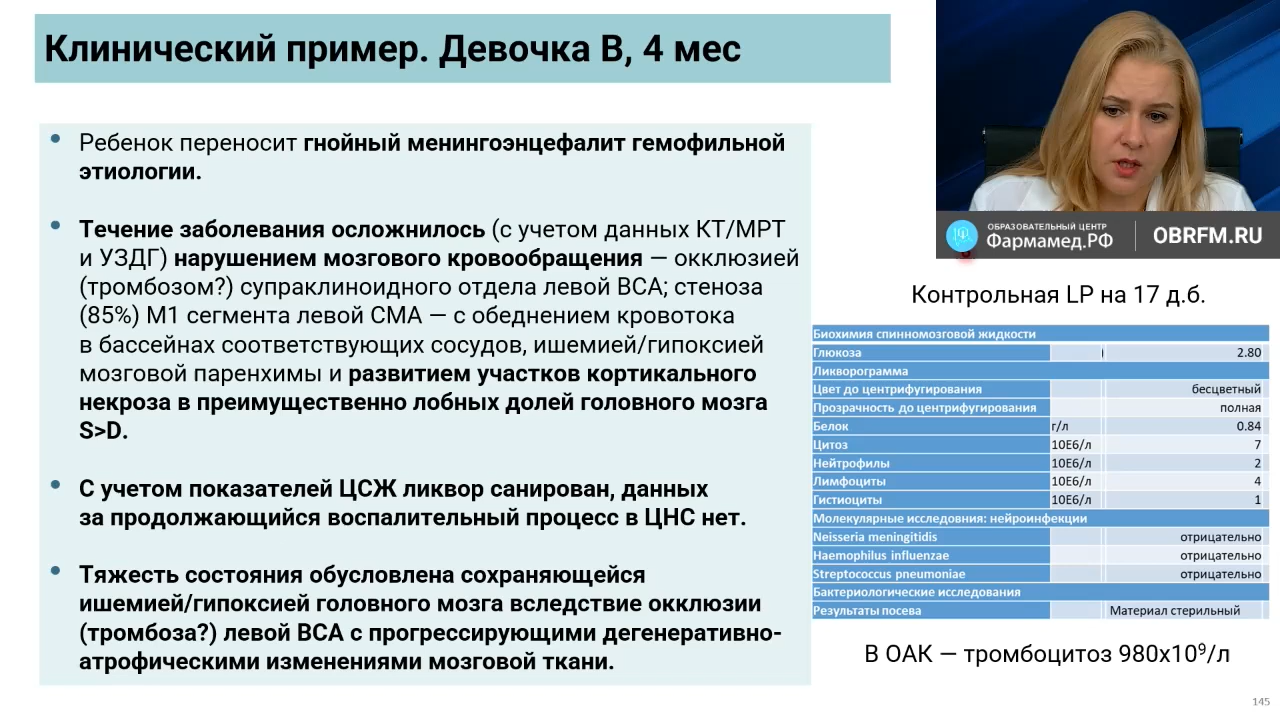 Клинический пример. Девочка В, 4 мес
• Ребенок переносит гнойный менингоэнцефалит гемофильной
этиологии.
• Течение заболевания осложнилось (с учетом данных КТ/МРТ
и УЗДГ) нарушением мозгового кровообращения — окклюзией
(тромбозом?) супраклиноидного отдела левой ВСА; стеноза
(85%) М1 сегмента левой СМА — с обеднением кровотока
в бассейнах соответствующих сосудов, ишемией/гипоксией
мозговой паренхимы и развитием участков кортикального
некроза в преимущественно лобных долей головного мозга
S>D.
• С учетом показателей ЦСЖ ликвор санирован, данных
за продолжающийся воспалительный процесс в ЦНС нет.
• Тяжесть состояния обусловлена сохраняющейся
ишемией/гипоксией головного мозга вследствие окклюзии
(тромбоза?) левой ВСА с прогрессирующими дегенеративно-
атрофическими изменениями мозговой ткани.
ОБРАЗОВАТЕЛЬНЫЙ ЦЕНТР
Фармамед.РФ
OBRFM.RU
Контрольная LP на 17 д.б.
Биохимия спинномозговой жидкости
Глюкоза 2.80
Ликворограмма
Цвет до центрифугирования бесцветный
Прозрачность до центрифугирования полная
Белок г/л 0.84
Цитоз 10Е6/л 7
Нейтрофилы 10Е6/л 2
Лимфоциты 10Е6/л 4
Гистиоциты 10Е6/л 1
Молекулярные исследовния: нейроинфекции
Neisseria meningitidis отрицательно
Haemophilus influenzae отрицательно
Streptococcus pneumoniae отрицательно
Бактериологические исследования
Результаты посева Материал стерильный
В ОАК — тромбоцитоз 980х10⁹/л
145